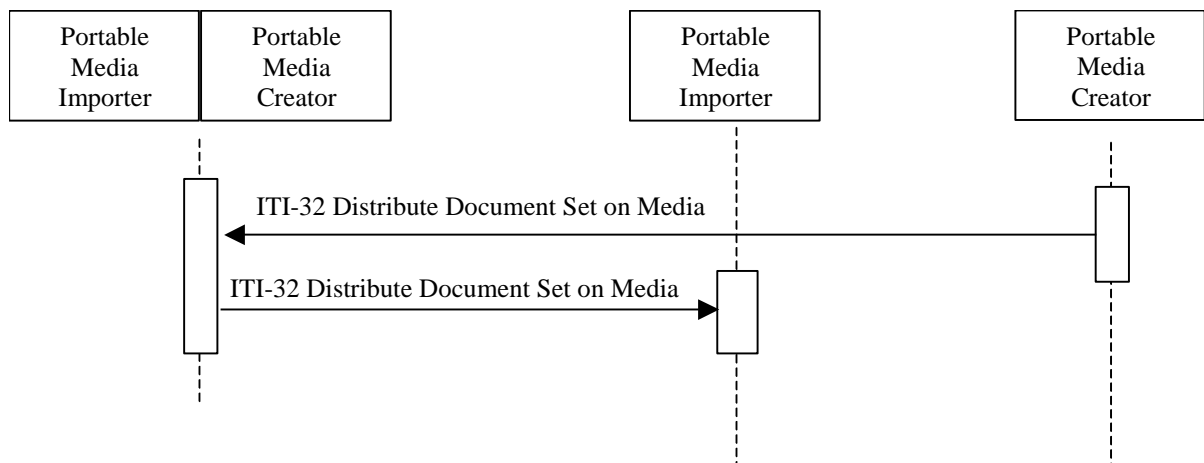 Portable
Media
Importer
Portable
Media
Creator
Portable
Media
Importer
Portable
Media
Creator
ITI-32 Distribute Document Set on Media
ITI-32 Distribute Document Set on Media